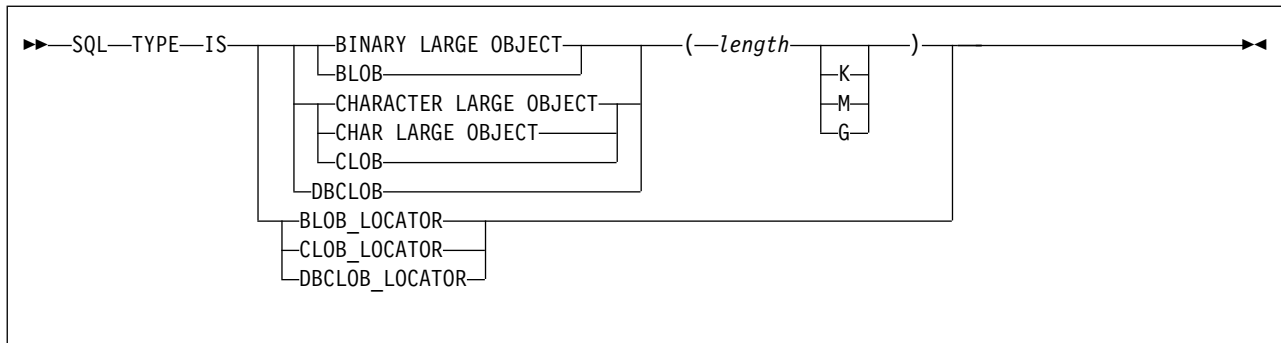 SQL TYPE IS BINARY LARGE OBJECT ( length )
BLOB K
CHARACTER LARGE OBJECT M
CHAR LARGE OBJECT G
CLOB
DBCLOB
BLOB_LOCATOR
CLOB_LOCATOR
DBCLOB_LOCATOR